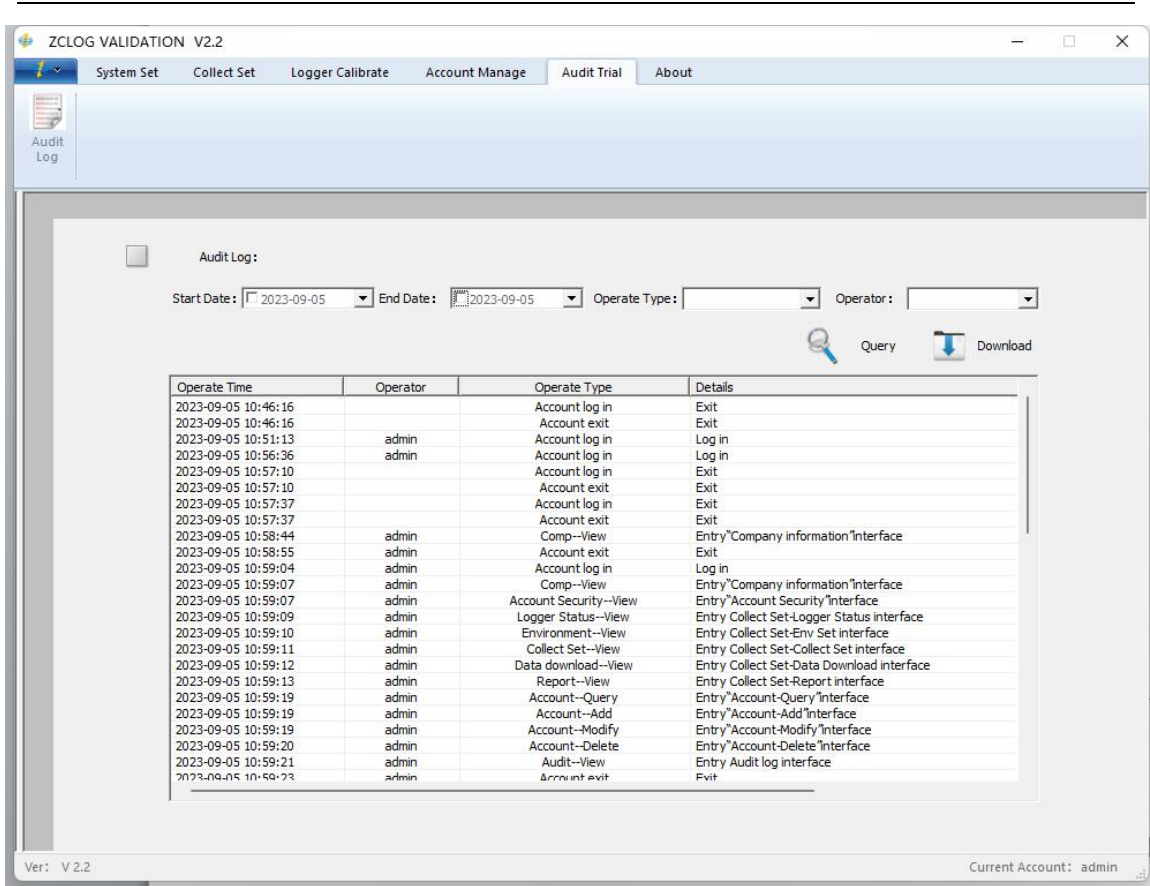 ZCLOG VALIDATION V2.2
System Set Collect Set Logger Calibrate Account Manage Audit Trial About
Audit
Log
Audit Log:
Start Date: 2023-09-05 End Date: 2023-09-05 Operate Type: Operator:
Query Download
Operate Time Operator Operate Type Details
2023-09-05 10:46:16 Account log in Exit
2023-09-05 10:46:16 Account exit Exit
2023-09-05 10:51:13 admin Account log in Log in
2023-09-05 10:56:36 admin Account log in Log in
2023-09-05 10:57:10 Account log in Exit
2023-09-05 10:57:10 Account exit Exit
2023-09-05 10:57:37 Account log in Exit
2023-09-05 10:57:37 Account exit Exit
2023-09-05 10:58:44 admin Comp--View Entry"Company information"interface
2023-09-05 10:58:55 admin Account exit Exit
2023-09-05 10:59:04 admin Account log in Log in
2023-09-05 10:59:07 admin Comp--View Entry"Company information"interface
2023-09-05 10:59:07 admin Account Security--View Entry"Account Security"interface
2023-09-05 10:59:09 admin Logger Status--View Entry Collect Set-Logger Status interface
2023-09-05 10:59:10 admin Environment--View Entry Collect Set-Env Set interface
2023-09-05 10:59:11 admin Collect Set--View Entry Collect Set-Collect Set interface
2023-09-05 10:59:12 admin Data download--View Entry Collect Set-Data Download interface
2023-09-05 10:59:13 admin Report--View Entry Collect Set-Report interface
2023-09-05 10:59:19 admin Account--Query Entry"Account-Query"interface
2023-09-05 10:59:19 admin Account--Add Entry"Account-Add"interface
2023-09-05 10:59:19 admin Account--Modify Entry"Account-Modify"interface
2023-09-05 10:59:20 admin Account--Delete Entry"Account-Delete"interface
2023-09-05 10:59:21 admin Audit--View Entry Audit log interface
2023-09-05 10:59:23 admin Account exit Exit
Ver: V 2.2 Current Account: admin